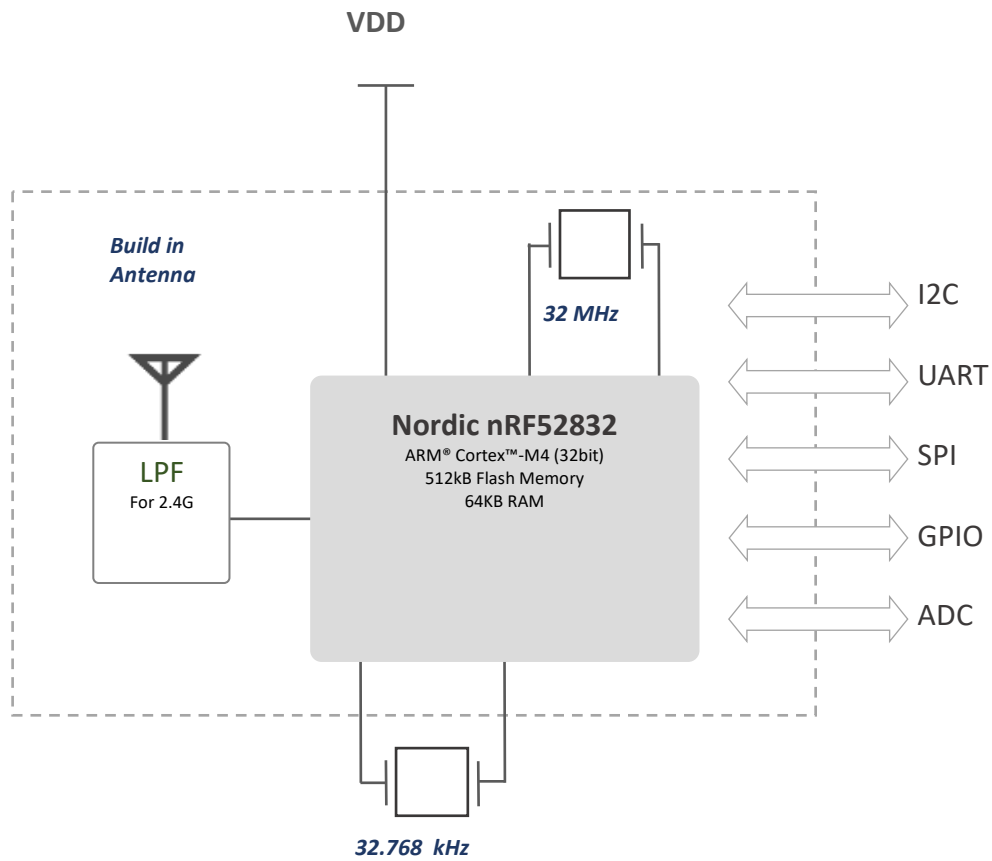 VDD
Build in
Antenna
32 MHz
I2C
UART
SPI
GPIO
ADC
Nordic nRF52832
ARM® Cortex™-M4 (32bit)
512kB Flash Memory
64KB RAM
LPF
For 2.4G
32.768 kHz